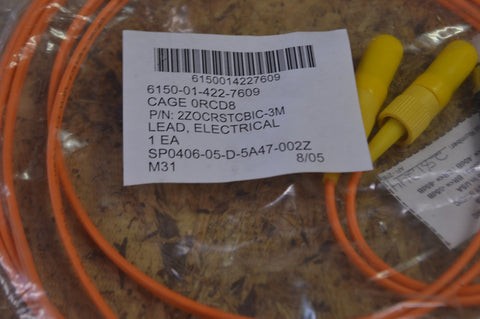 6150014227609
6150-01-422-7609
CAGE 0RCD8
P/N: 2ZOCRSTCBIC-3M
LEAD, ELECTRICAL
1 EA
SP0406-05-D-5A47-002Z
M31 8/05